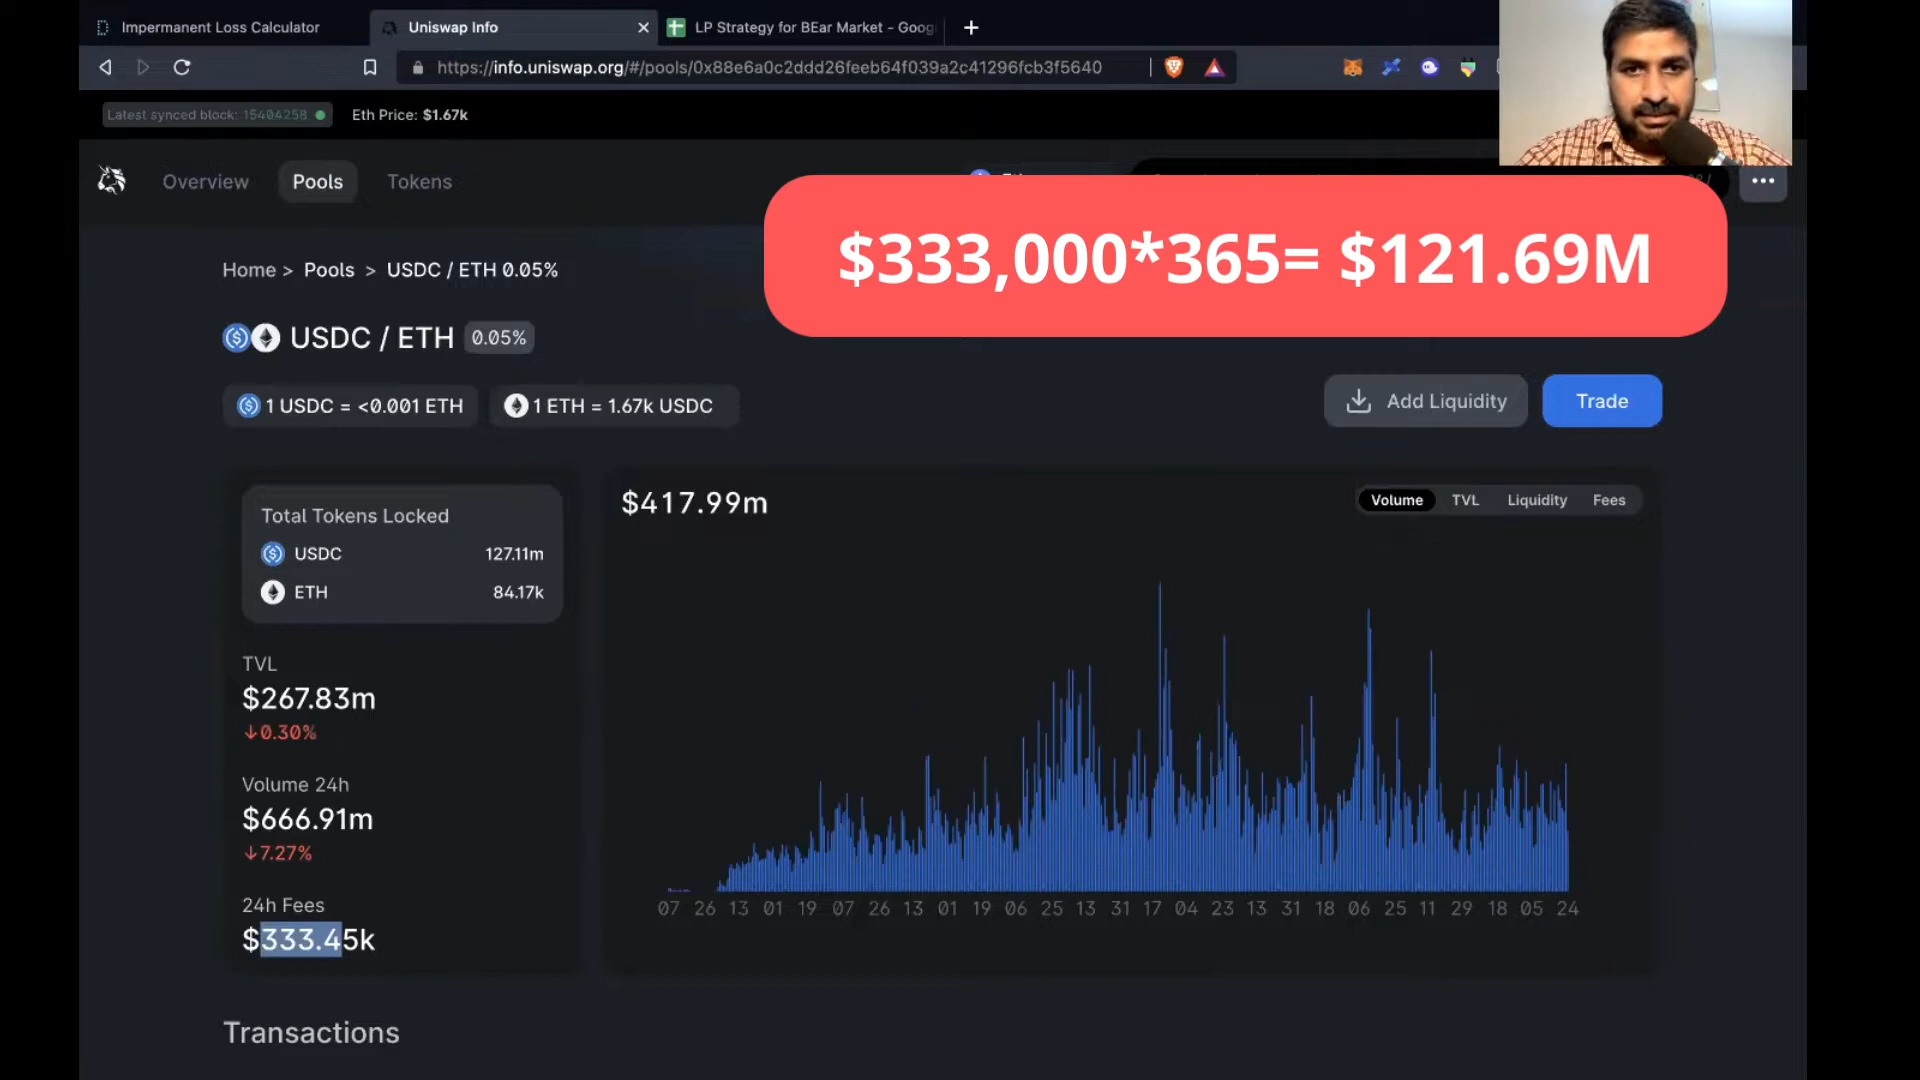 Impermanent Loss Calculator
Uniswap Info
LP Strategy for BEar Market - Goog
https://info.uniswap.org/#/pools/0x88e6a0c2ddd26feeb64f039a2c41296fcb3f5640
Latest synced block: 15404258
Eth Price: $1.67k
Overview
Pools
Tokens
$333,000*365= $121.69M
Home > Pools > USDC / ETH 0.05%
USDC / ETH 0.05%
1 USDC = <0.001 ETH
1 ETH = 1.67k USDC
Add Liquidity
Trade
Total Tokens Locked
USDC 127.11m
ETH 84.17k
TVL
$267.83m
↓0.30%
Volume 24h
$666.91m
↓7.27%
24h Fees
$333.45k
$417.99m
Volume TVL Liquidity Fees
07 26 13 01 19 07 26 13 01 19 06 25 13 31 17 04 23 13 31 18 06 25 11 29 18 05 24
Transactions